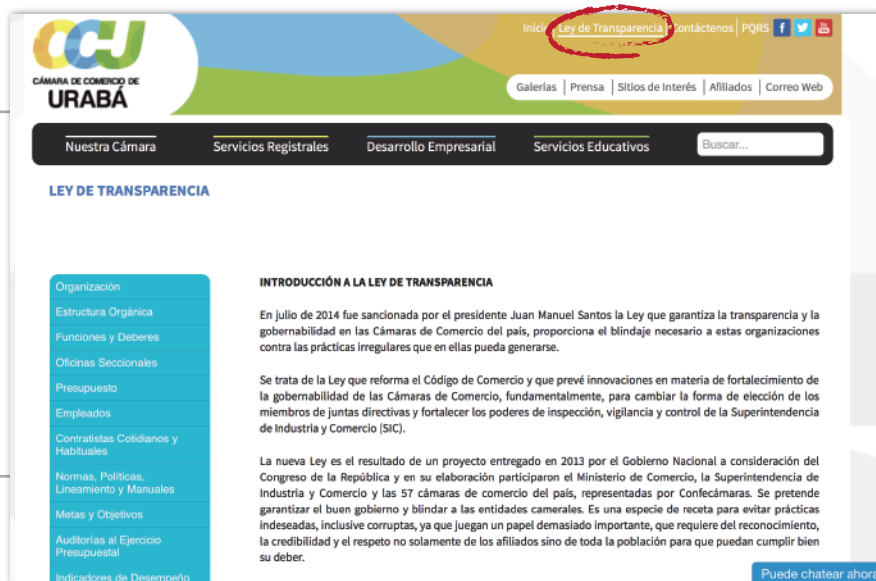 Inicio Ley de Transparencia Contáctenos PQRS
CÁMARA DE COMERCIO DE
URABÁ
Galerías Prensa Sitios de Interés Afiliados Correo Web
Nuestra Cámara Servicios Registrales Desarrollo Empresarial Servicios Educativos Buscar...
LEY DE TRANSPARENCIA
Organización
Estructura Orgánica
Funciones y Deberes
Oficinas Seccionales
Presupuesto
Empleados
Contratistas Cotidianos y
Habituales
Normas, Políticas,
Lineamiento y Manuales
Metas y Objetivos
Auditorías al Ejercicio
Presupuestal
Indicadores de Desempeño
INTRODUCCIÓN A LA LEY DE TRANSPARENCIA
En julio de 2014 fue sancionada por el presidente Juan Manuel Santos la Ley que garantiza la transparencia y la
gobernabilidad en las Cámaras de Comercio del país, proporciona el blindaje necesario a estas organizaciones
contra las prácticas irregulares que en ellas pueda generarse.
Se trata de la Ley que reforma el Código de Comercio y que prevé innovaciones en materia de fortalecimiento de
la gobernabilidad de las Cámaras de Comercio, fundamentalmente, para cambiar la forma de elección de los
miembros de juntas directivas y fortalecer los poderes de inspección, vigilancia y control de la Superintendencia
de Industria y Comercio (SIC).
La nueva Ley es el resultado de un proyecto entregado en 2013 por el Gobierno Nacional a consideración del
Congreso de la República y en su elaboración participaron el Ministerio de Comercio, la Superintendencia de
Industria y Comercio y las 57 cámaras de comercio del país, representadas por Confecámaras. Se pretende
garantizar el buen gobierno y blindar a las entidades camerales. Es una especie de receta para evitar prácticas
indeseadas, inclusive corruptas, ya que juegan un papel demasiado importante, que requiere del reconocimiento,
la credibilidad y el respeto no solamente de los afiliados sino de toda la población para que puedan cumplir bien
su deber.
Puede chatear ahora